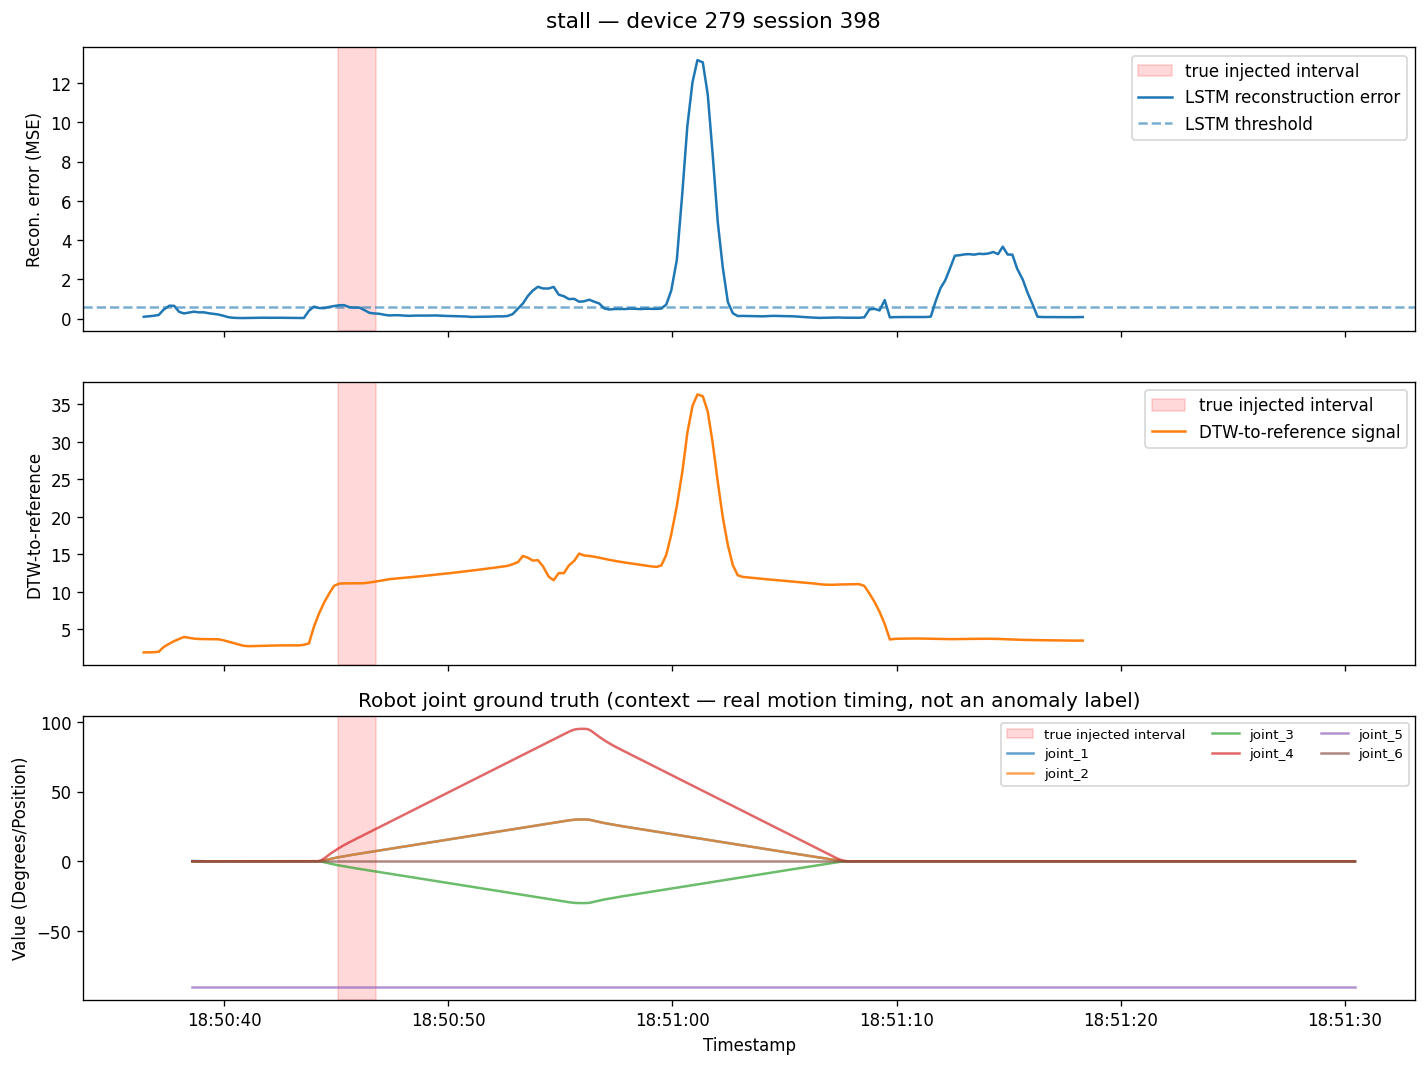 stall — device 279 session 398
Recon. error (MSE)
12
10
8
6
4
2
0
true injected interval
LSTM reconstruction error
LSTM threshold
DTW-to-reference
35
30
25
20
15
10
5
true injected interval
DTW-to-reference signal
Robot joint ground truth (context — real motion timing, not an anomaly label)
Value (Degrees/Position)
100
50
0
−50
true injected interval
joint_1
joint_2
joint_3
joint_4
joint_5
joint_6
18:50:40
18:50:50
18:51:00
18:51:10
18:51:20
18:51:30
Timestamp